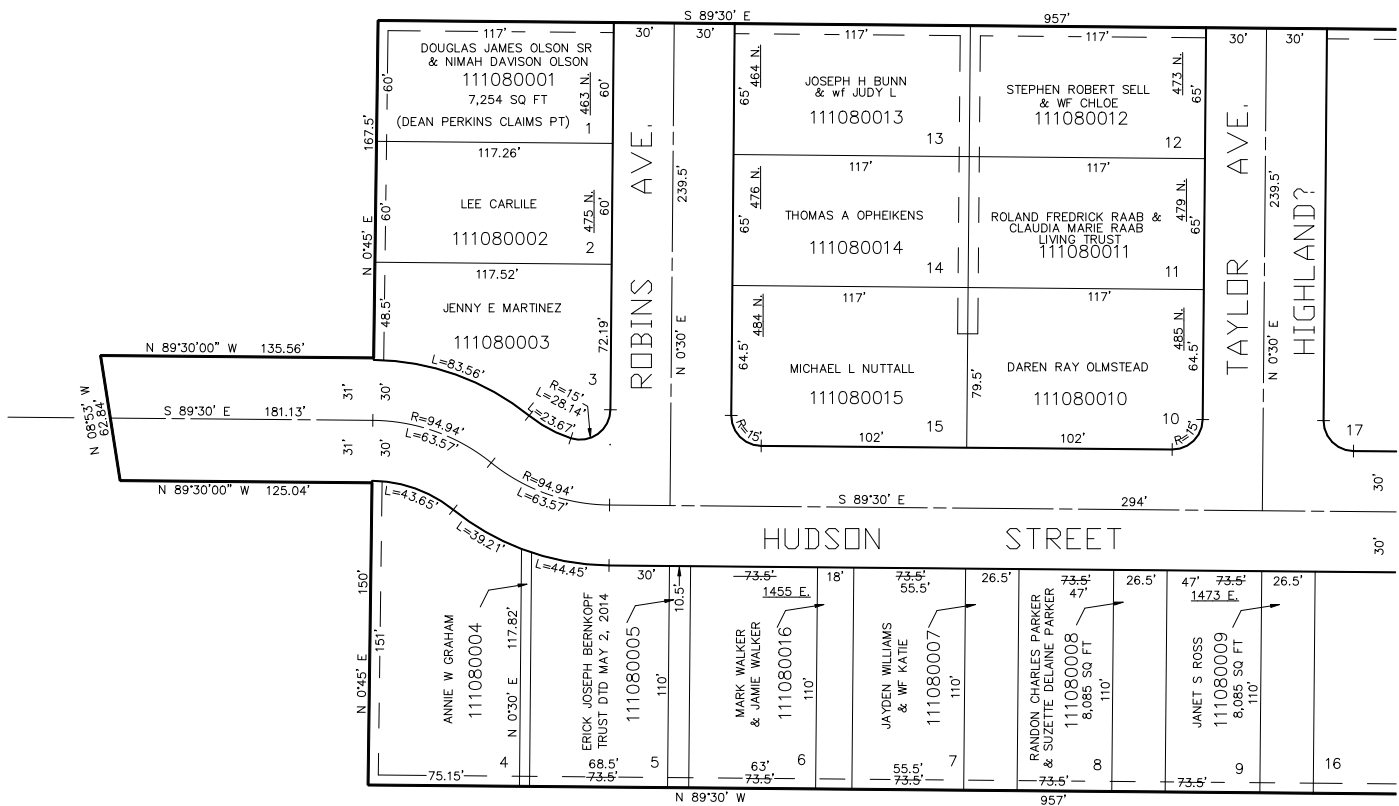 S 89°30' E
957'
117'
DOUGLAS JAMES OLSON SR
& NIMAH DAVISON OLSON
111080001
7,254 SQ FT
(DEAN PERKINS CLAIMS PT)
1
463 N.
60'
60'
167.5'
N 0°45' E
117.26'
LEE CARLILE
111080002
2
475 N.
60'
60'
117.52'
JENNY E MARTINEZ
111080003
3
48.5'
72.19'
30'
30'
ROBINS AVE.
239.5'
N 0°30' E
117'
464 N.
65'
JOSEPH H BUNN
& wf JUDY L
111080013
13
117'
476 N.
65'
THOMAS A OPHEIKENS
111080014
14
117'
484 N.
64.5'
MICHAEL L NUTTALL
111080015
15
R=15'
102'
79.5'
117'
473 N.
65'
STEPHEN ROBERT SELL
& WF CHLOE
111080012
12
117'
479 N.
65'
ROLAND FREDRICK RAAB &
CLAUDIA MARIE RAAB
LIVING TRUST
111080011
11
117'
485 N.
64.5'
DAREN RAY OLMSTEAD
111080010
10
102'
R=15'
30'
30'
TAYLOR AVE.
239.5'
N 0°30' E
HIGHLAND?
17
N 89°30'00" W 135.56'
L=83.56'
R=15'
L=28.14'
L=23.67'
N 08°53' W
62.84'
31'
30'
S 89°30' E 181.13'
R=94.94'
L=63.57'
31'
30'
R=94.94'
L=63.57'
N 89°30'00" W 125.04'
L=43.65'
L=39.21'
L=44.45'
S 89°30' E
294'
30'
30'
HUDSON STREET
150'
151'
N 0°45' E
ANNIE W GRAHAM
111080004
4
75.15'
N 0°30' E 117.82'
30'
ERICK JOSEPH BERNKOPF
TRUST DTD MAY 2, 2014
111080005
110'
5
68.5'
73.5'
10.5'
73.5'
1455 E.
MARK WALKER
& JAMIE WALKER
111080016
110'
6
63'
73.5'
18'
73.5'
55.5'
JAYDEN WILLIAMS
& WF KATIE
111080007
110'
7
55.5'
73.5'
26.5'
73.5'
47'
RANDON CHARLES PARKER
& SUZETTE DELAINE PARKER
111080008
8,085 SQ FT
110'
8
73.5'
26.5'
47'
73.5'
1473 E.
JANET S ROSS
111080009
8,085 SQ FT
110'
9
73.5'
26.5'
16
N 89°30' W
957'